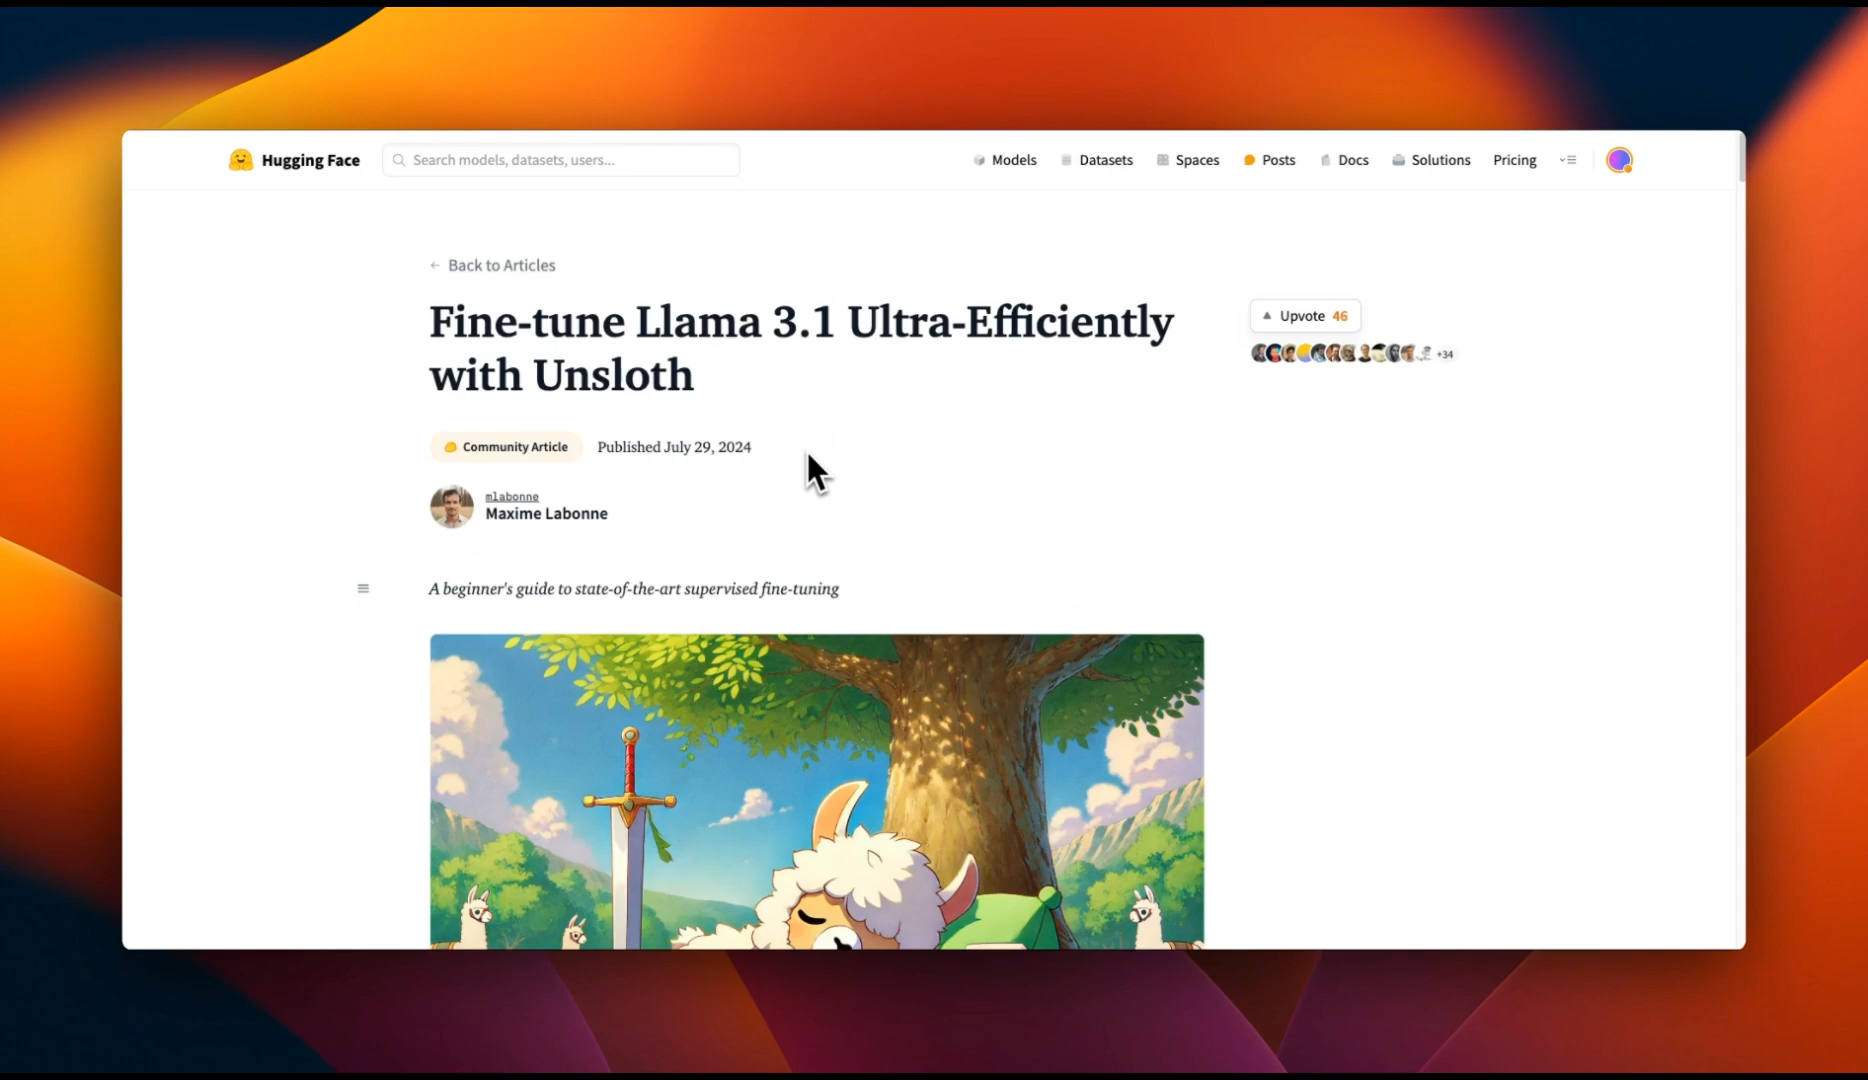 Hugging Face
Search models, datasets, users...
Models
Datasets
Spaces
Posts
Docs
Solutions
Pricing
← Back to Articles
Fine-tune Llama 3.1 Ultra-Efficiently
with Unsloth
Upvote 46
+34
Community Article
Published July 29, 2024
mlabonne
Maxime Labonne
A beginner's guide to state-of-the-art supervised fine-tuning